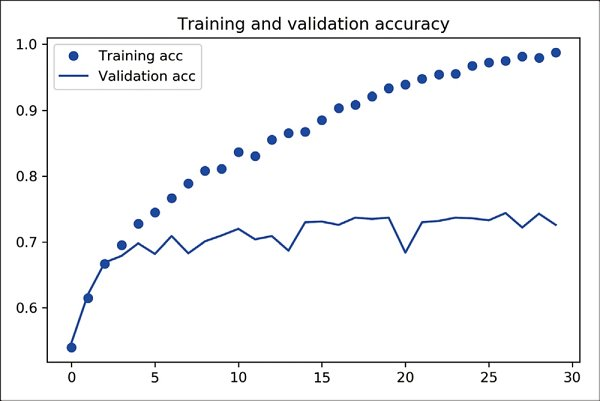 Training and validation accuracy
Training acc
Validation acc
1.0
0.9
0.8
0.7
0.6
0 5 10 15 20 25 30